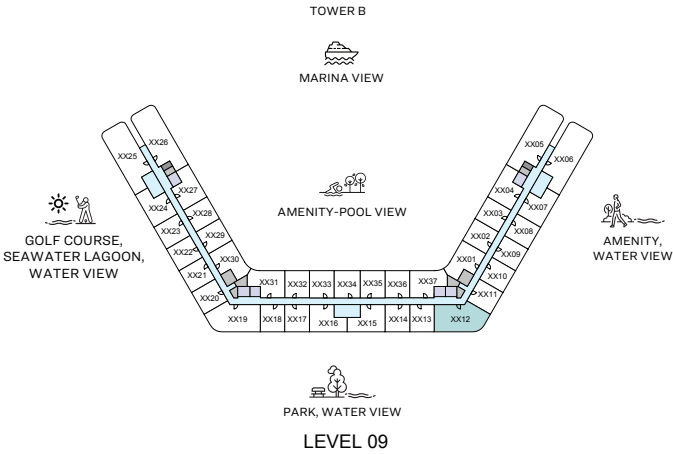 TOWER B
MARINA VIEW
XX26
XX25
XX05
XX06
XX27
XX24
XX04
XX07
XX28
XX23
XX03
XX08
XX29
XX22
XX02
XX09
XX30
XX21
XX01
XX10
XX20
XX11
AMENITY-POOL VIEW
GOLF COURSE,
SEAWATER LAGOON,
WATER VIEW
AMENITY,
WATER VIEW
XX31 XX32 XX33 XX34 XX35 XX36 XX37
XX19 XX18 XX17 XX16 XX15 XX14 XX13 XX12
PARK, WATER VIEW
LEVEL 09